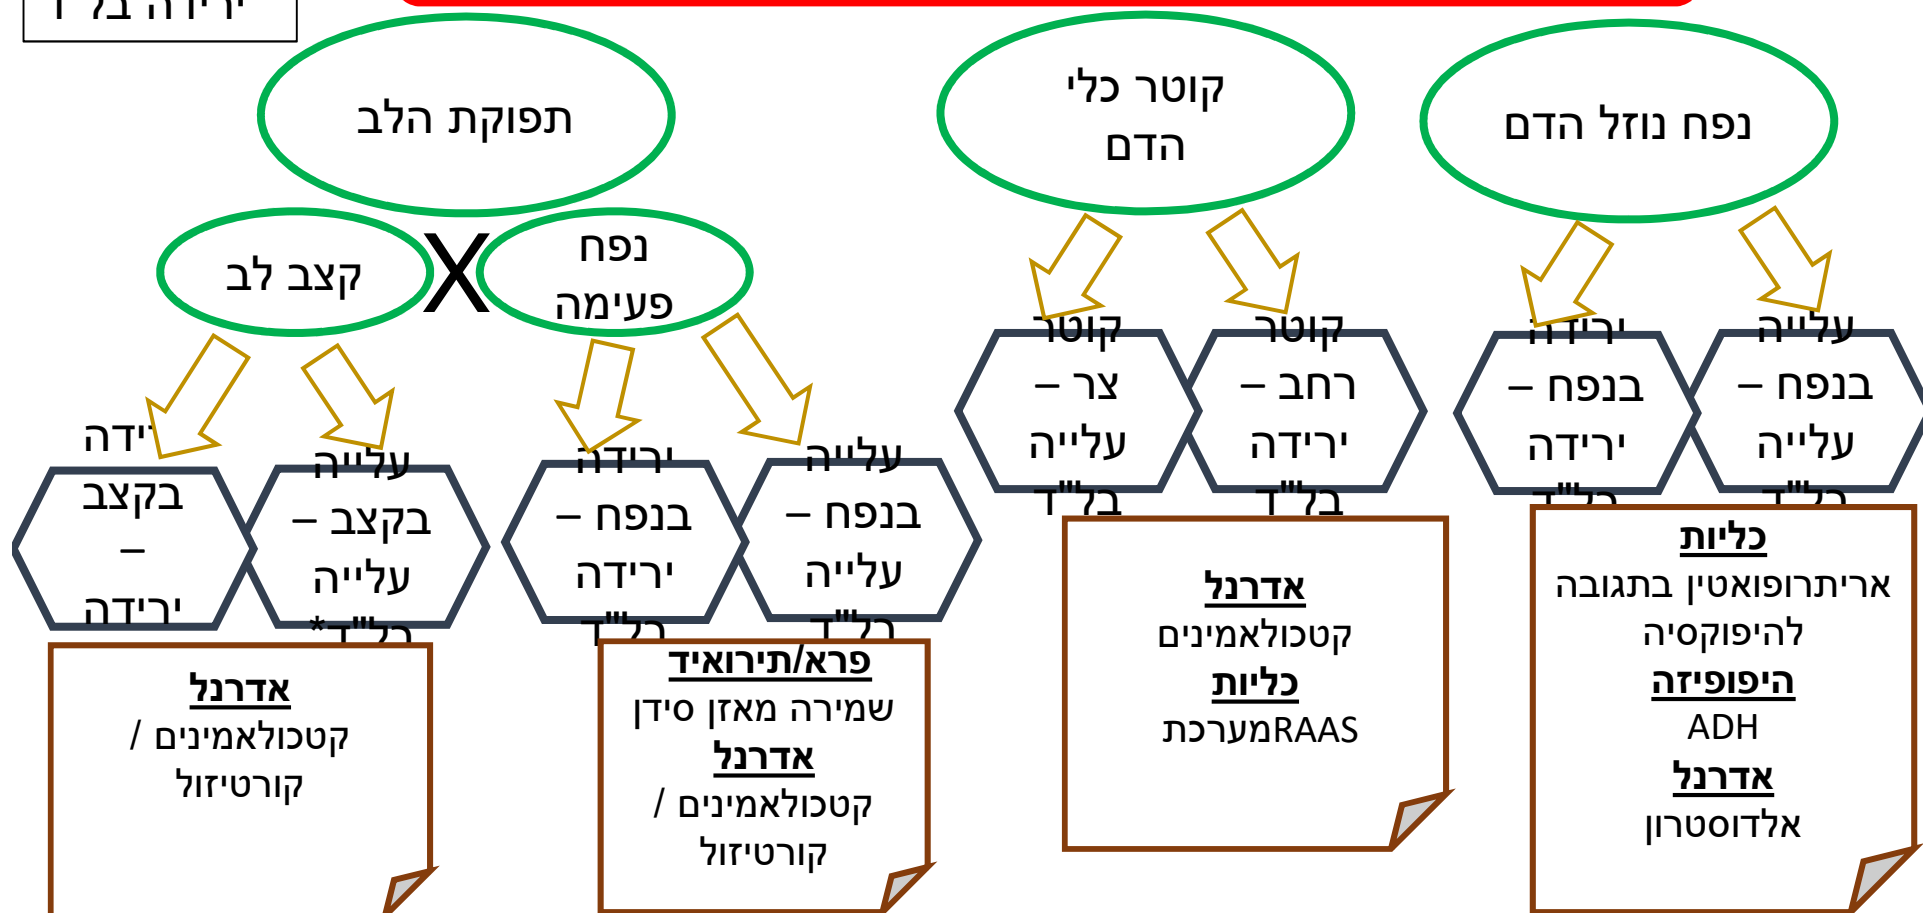 ירידה בל"ד
נפח נוזל הדם
קוטר כלי
הדם
תפוקת הלב
נפח
פעימה
X
קצב לב
עלייה
בנפח –
עלייה
בל"ד
ירידה
בנפח –
ירידה
בל"ד
קוטר
רחב –
ירידה
בל"ד
קוטר
צר –
עלייה
בל"ד
עלייה
בנפח –
עלייה
בל"ד
ירידה
בנפח –
ירידה
בל"ד
עלייה
בקצב –
עלייה
בל"ד*
ירידה
בקצב
–
ירידה
כליות
אריתרופואטין בתגובה
להיפוקסיה
היפופיזה
ADH
אדרנל
אלדוסטרון
אדרנל
קטכולאמינים
כליות
מערכתRAAS
פרא/תירואיד
שמירה מאזן סידן
אדרנל
קטכולאמינים /
קורטיזול
אדרנל
קטכולאמינים /
קורטיזול